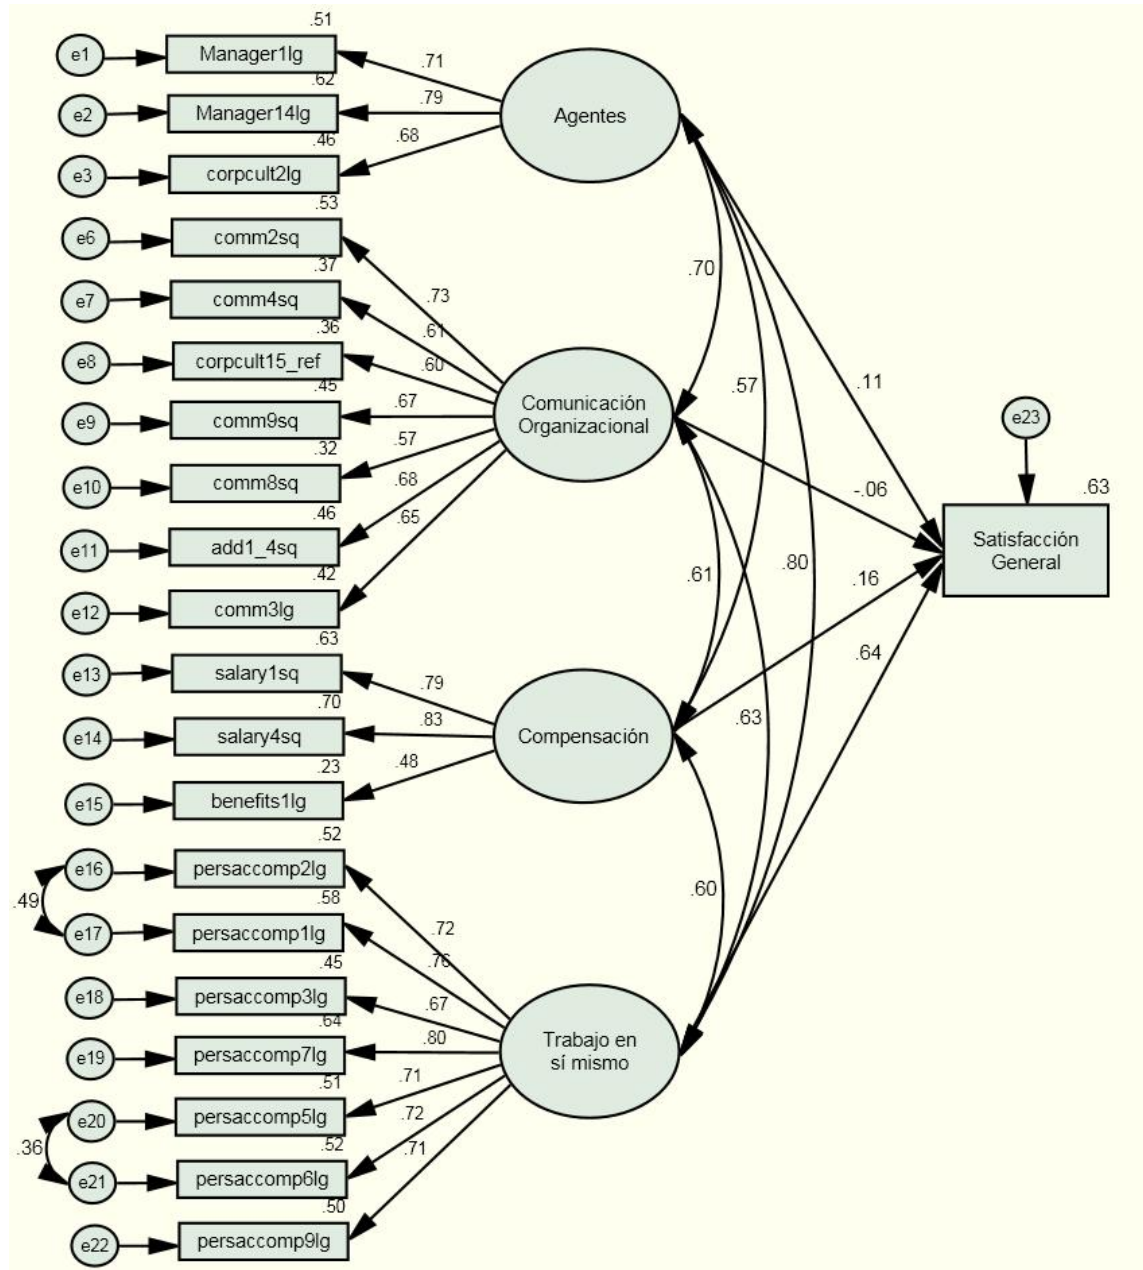 .51
e1
Manager1lg
.71
.62
e2
Manager14lg
.79
Agentes
.46
e3
corpcult2lg
.68
.53
e6
comm2sq
.37
.73
.70
e7
comm4sq
.36
.61
e8
corpcult15_ref
.60
.45
.57
.11
e9
comm9sq
.67
Comunicación
Organizacional
e23
.32
.57
e10
comm8sq
.68
-.06
.63
.46
.65
e11
add1_4sq
Satisfacción
General
.42
.61
.80
.16
e12
comm3lg
.63
.64
e13
salary1sq
.79
.70
.83
.63
e14
salary4sq
Compensación
.23
.48
e15
benefits1lg
.52
e16
persaccomp2lg
.60
.49
.58
.72
e17
persaccomp1lg
.76
.45
e18
persaccomp3lg
.67
.64
.80
Trabajo en
sí mismo
e19
persaccomp7lg
.51
.71
e20
persaccomp5lg
.72
.36
.52
.71
e21
persaccomp6lg
.50
e22
persaccomp9lg